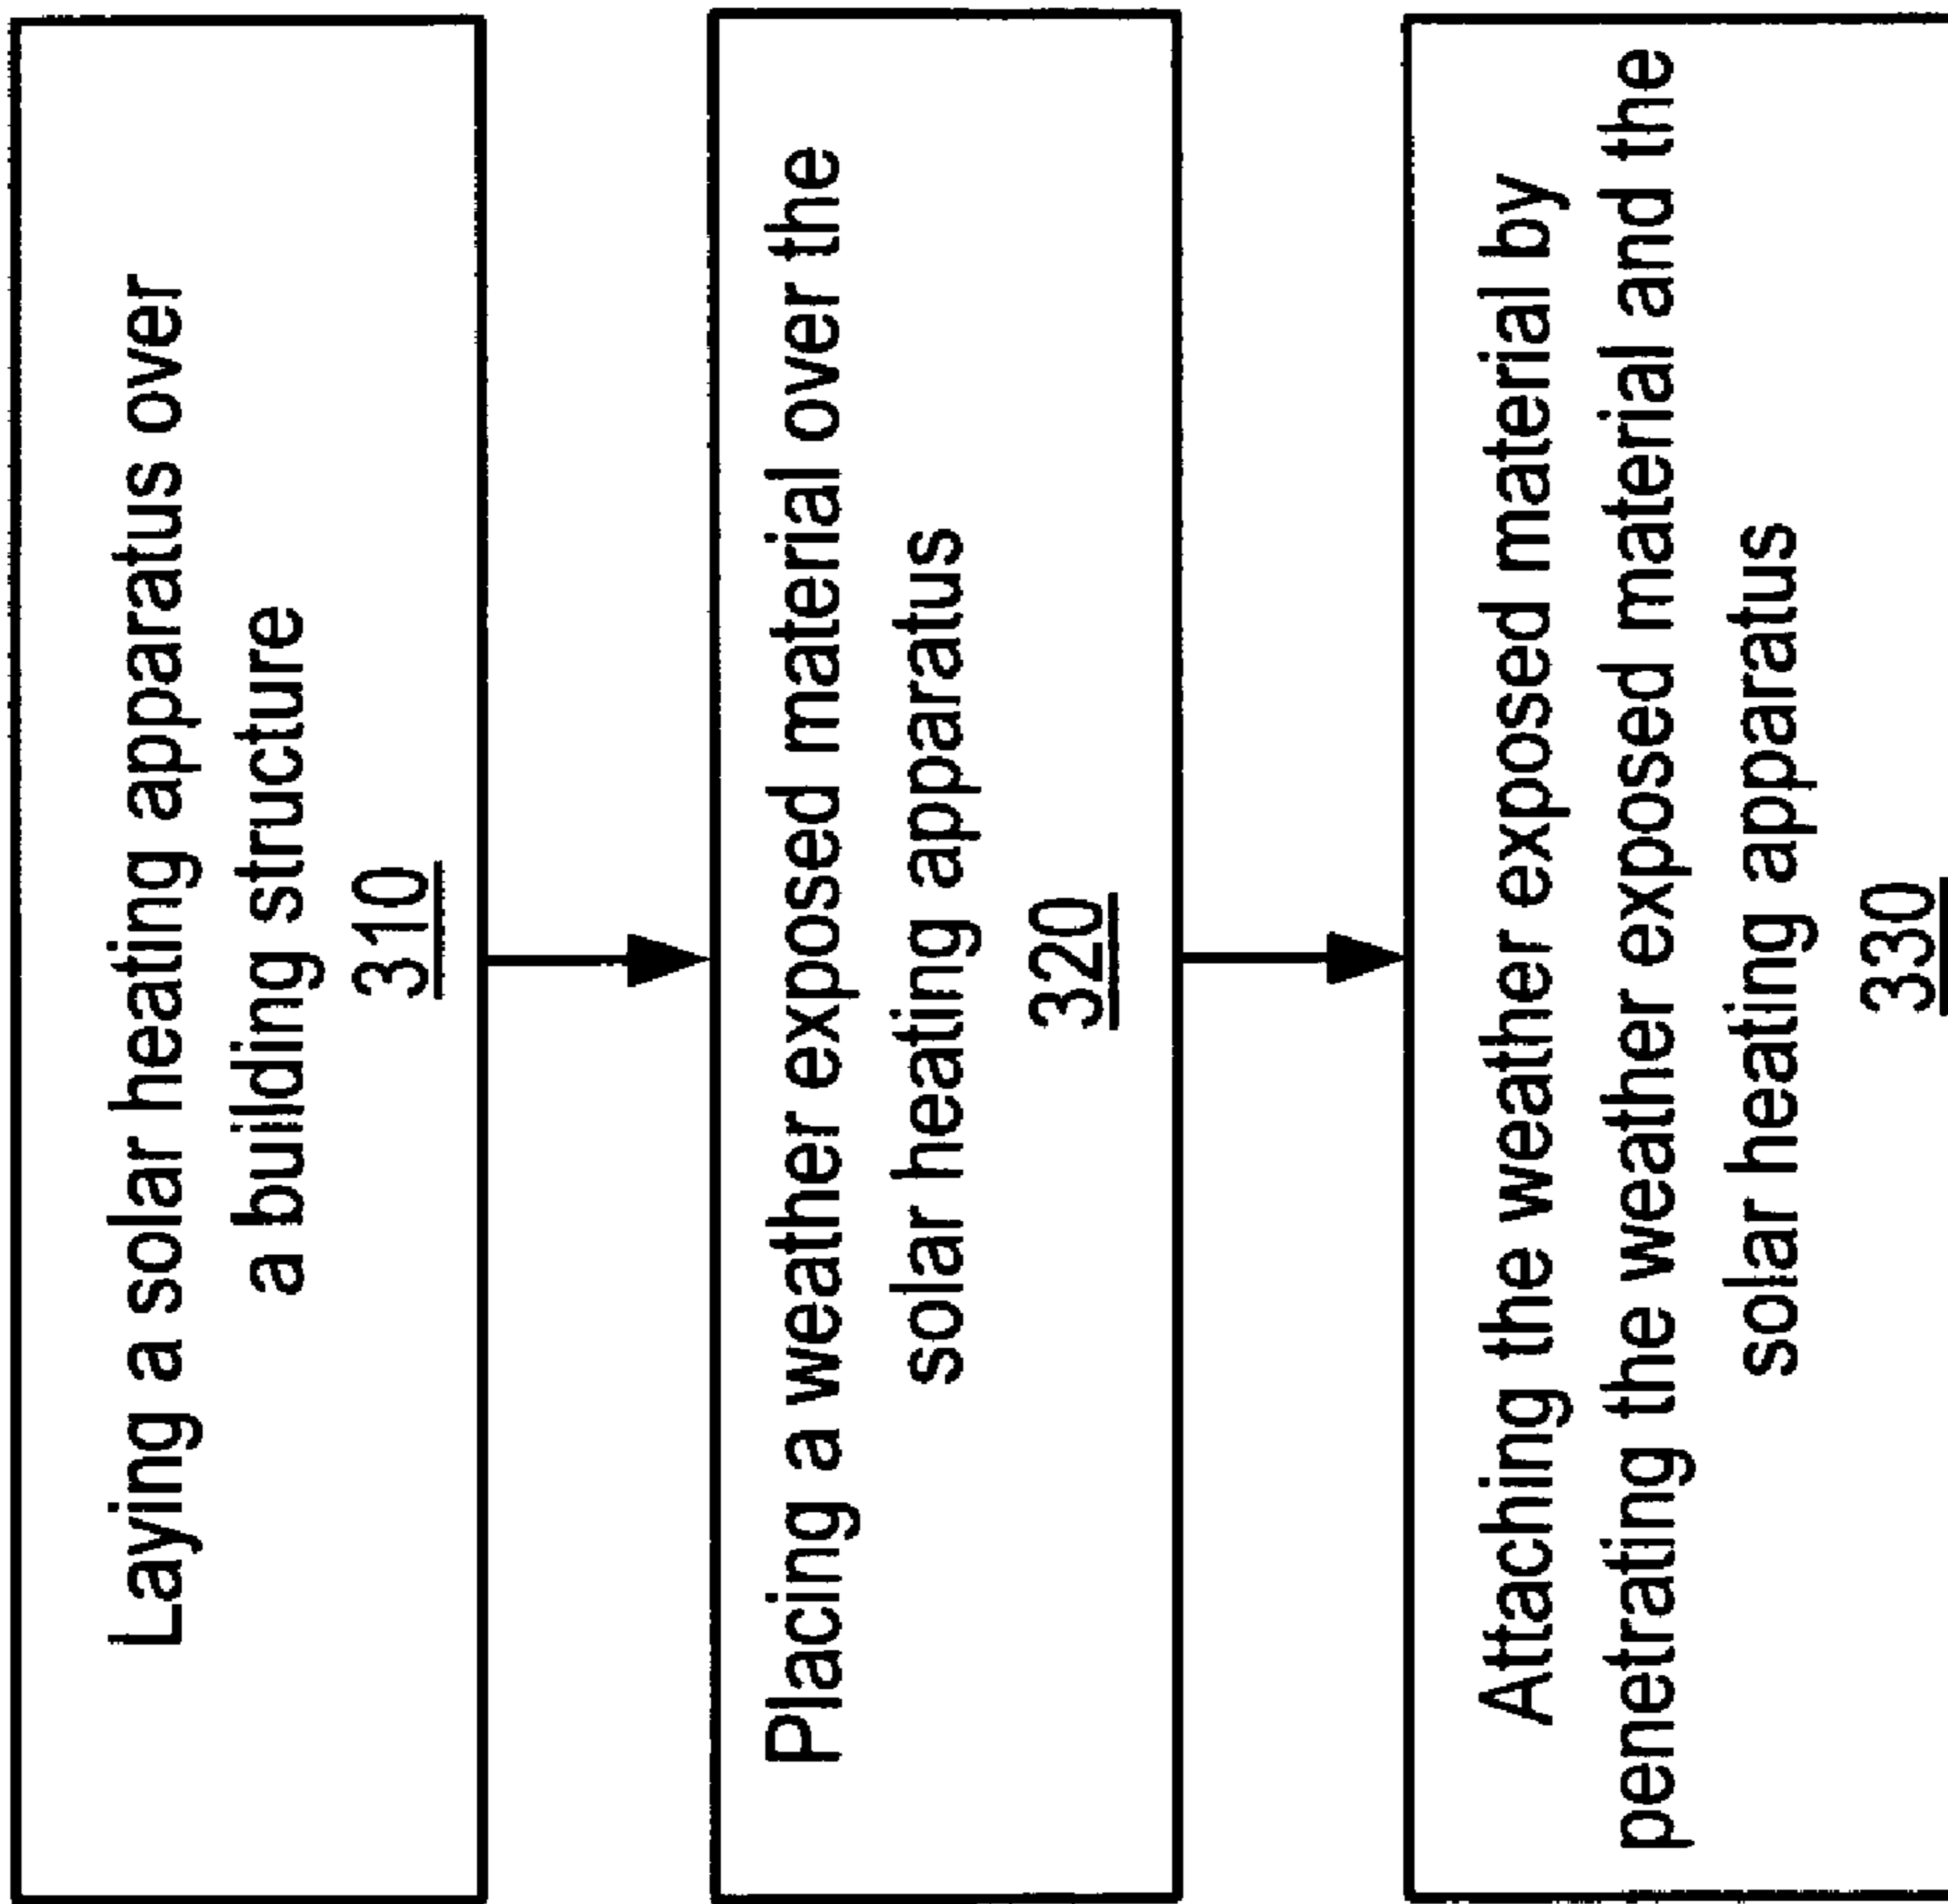 Laying a solar heating apparatus over
a building structure
310
Placing a weather exposed material over the
solar heating apparatus
320
Attaching the weather exposed material by
penetrating the weather exposed material and the
solar heating apparatus
330